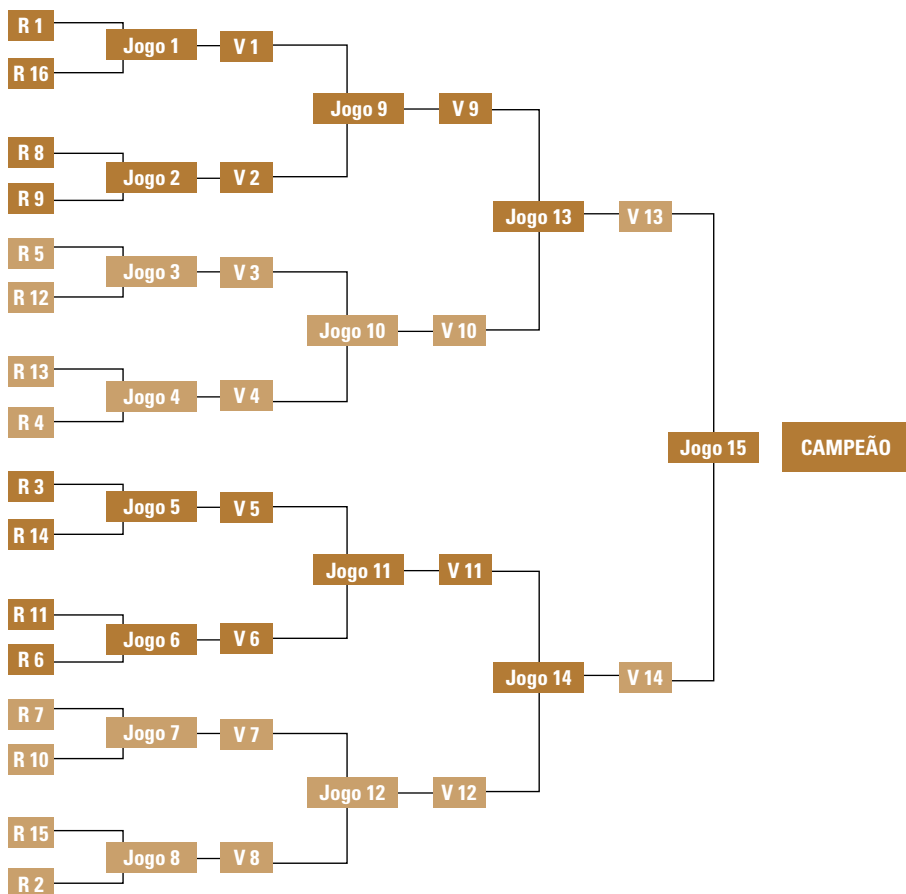 R 1
Jogo 1
V 1
R 16
Jogo 9
V 9
R 8
Jogo 2
V 2
R 9
Jogo 13
V 13
R 5
Jogo 3
V 3
R 12
Jogo 10
V 10
R 13
Jogo 4
V 4
R 4
Jogo 15
CAMPEÃO
R 3
Jogo 5
V 5
R 14
Jogo 11
V 11
R 11
Jogo 6
V 6
R 6
Jogo 14
V 14
R 7
Jogo 7
V 7
R 10
Jogo 12
V 12
R 15
Jogo 8
V 8
R 2